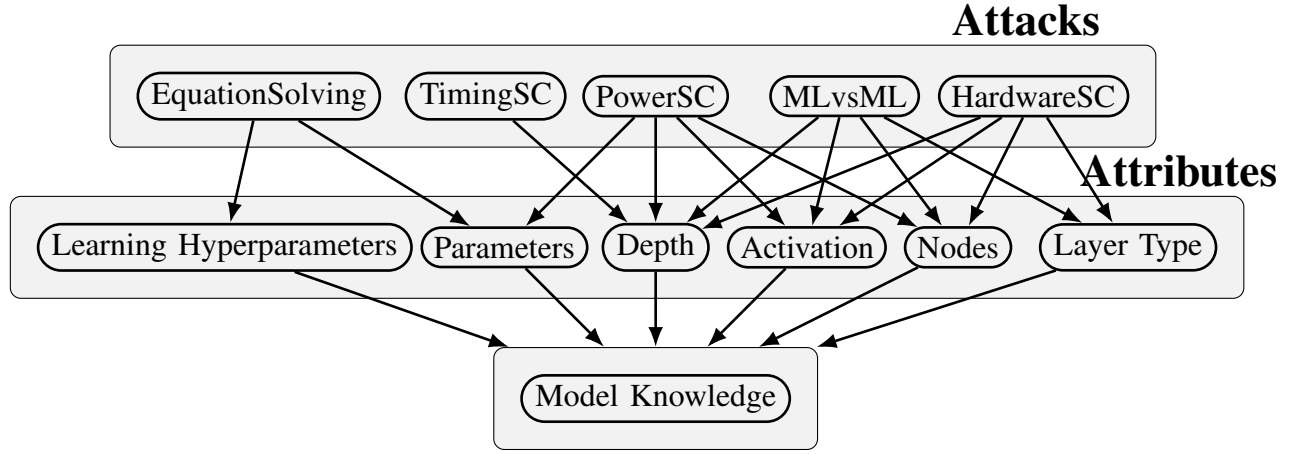 Attacks
EquationSolving TimingSC PowerSC MLvsML HardwareSC
Attributes
Learning Hyperparameters Parameters Depth Activation Nodes Layer Type
Model Knowledge